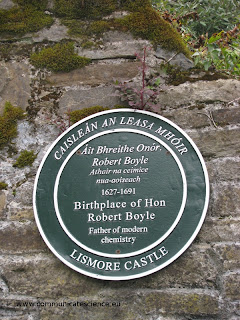 CAISLEÁN AN LEASA MHÓIR
Áit Bhreithe Onór.
Robert Boyle
Athair na ceimice
nua-aoiseach
1627-1691
Birthplace of Hon
Robert Boyle
Father of modern
chemistry
LISMORE CASTLE
www.communicatescience.eu